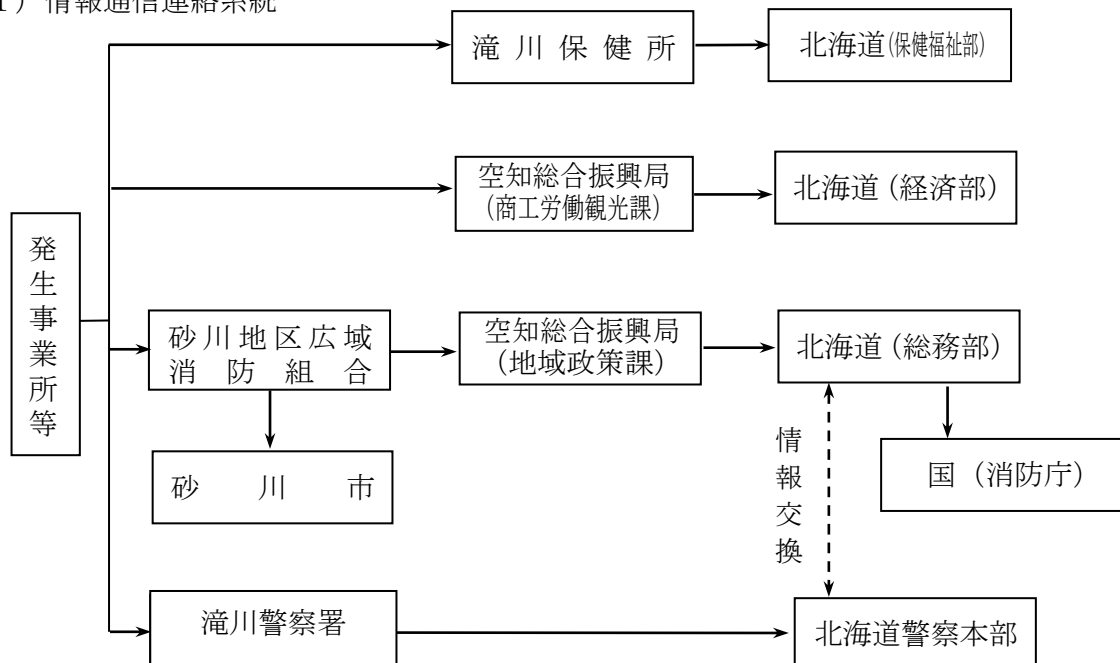 1) 情報通信連絡系統
滝川保健所
北海道(保健福祉部)
空知総合振興局
(商工労働観光課)
北海道(経済部)
発生事業所等
砂川地区広域
消防組合
空知総合振興局
(地域政策課)
北海道(総務部)
情報交換
国(消防庁)
砂川市
滝川警察署
北海道警察本部